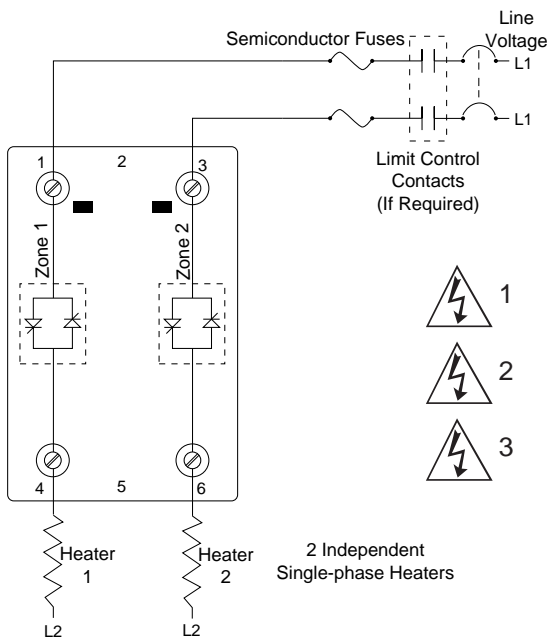 Line
Voltage
Semiconductor Fuses
L1
L1
Limit Control
Contacts
(If Required)
1
2
3
Zone 1
Zone 2
1
2
3
4
5
6
Heater
1
Heater
2
2 Independent
Single-phase Heaters
L2
L2